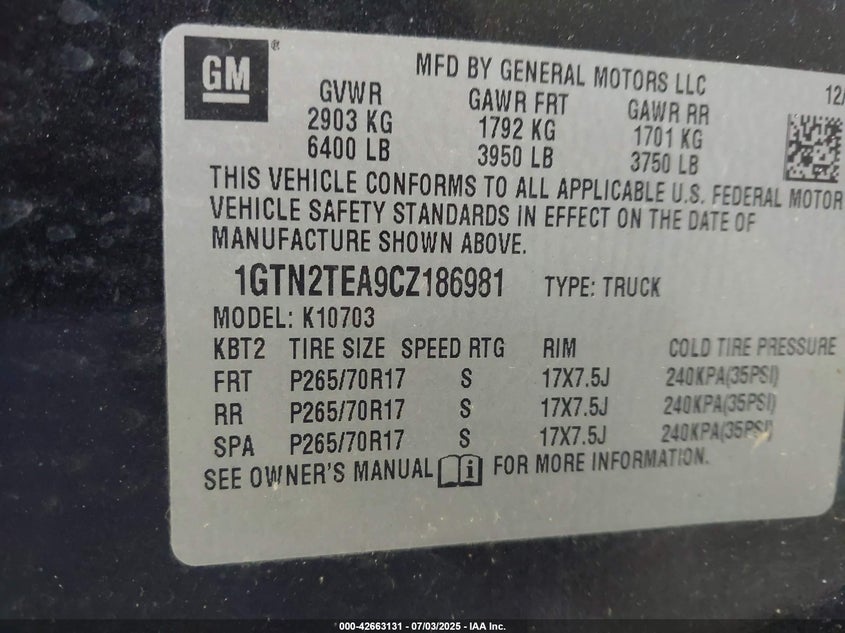 GM ®
MFD BY GENERAL MOTORS LLC 12/
GVWR GAWR FRT GAWR RR
2903 KG 1792 KG 1701 KG
6400 LB 3950 LB 3750 LB
THIS VEHICLE CONFORMS TO ALL APPLICABLE U.S. FEDERAL MOTOR
VEHICLE SAFETY STANDARDS IN EFFECT ON THE DATE OF
MANUFACTURE SHOWN ABOVE.
1GTN2TEA9CZ186981 TYPE: TRUCK
MODEL: K10703
KBT2 TIRE SIZE SPEED RTG RIM COLD TIRE PRESSURE
FRT P265/70R17 S 17X7.5J 240KPA(35PSI)
RR P265/70R17 S 17X7.5J 240KPA(35PSI)
SPA P265/70R17 S 17X7.5J 240KPA(35PSI)
SEE OWNER'S MANUAL i FOR MORE INFORMATION.
000-42663131 - 07/03/2025 - IAA Inc.